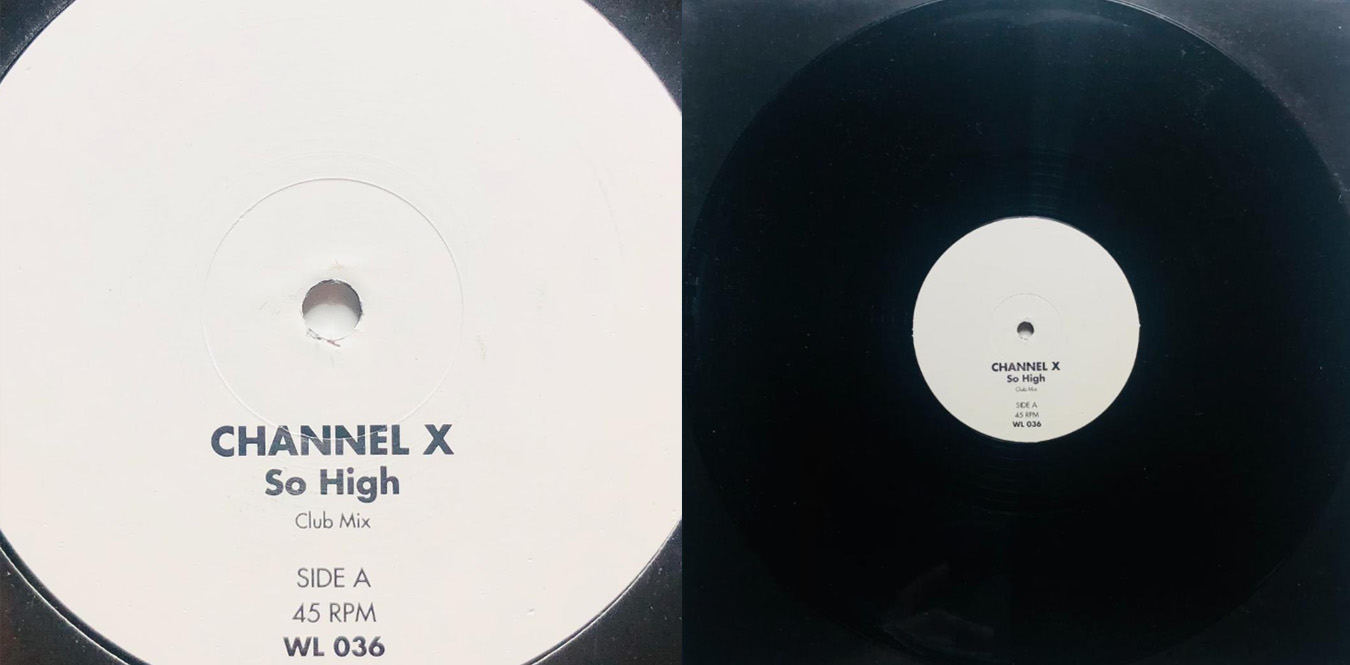 CHANNEL X
So High
Club Mix
SIDE A
45 RPM
WL 036
CHANNEL X
So High
Club Mix
SIDE A
45 RPM
WL 036